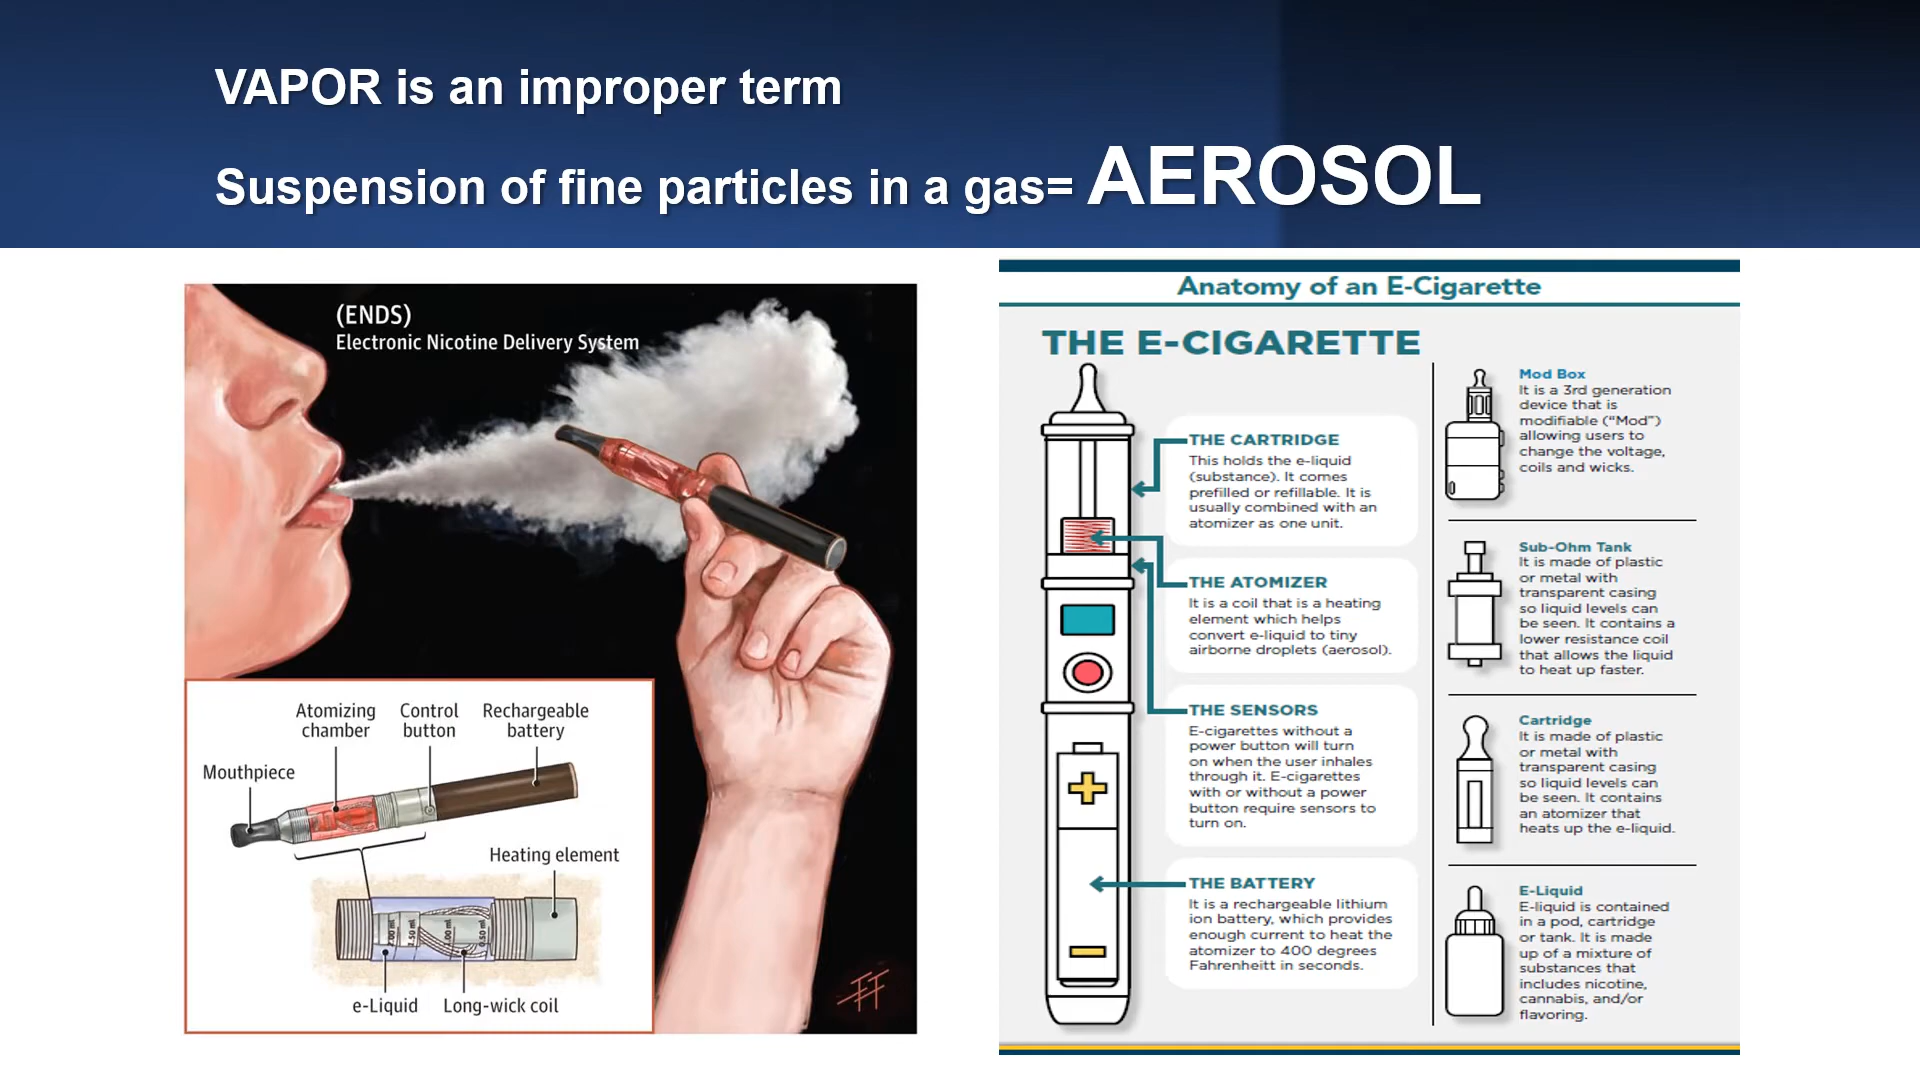 VAPOR is an improper term
Suspension of fine particles in a gas= AEROSOL
(ENDS)
Electronic Nicotine Delivery System
Atomizing
chamber
Control
button
Rechargeable
battery
Mouthpiece
Heating element
e-Liquid
Long-wick coil
Anatomy of an E-Cigarette
THE E-CIGARETTE
THE CARTRIDGE
This holds the e-liquid
(substance). It comes
prefilled or refillable. It is
usually combined with an
atomizer as one unit.
THE ATOMIZER
It is a coil that is a heating
element which helps
convert e-liquid to tiny
airborne droplets (aerosol).
THE SENSORS
E-cigarettes without a
power button will turn
on when the user inhales
through it. E-cigarettes
with or without a power
button require sensors to
turn on.
THE BATTERY
It is a rechargeable lithium
ion battery, which provides
enough current to heat the
atomizer to 400 degrees
Fahrenheitt in seconds.
Mod Box
It is a 3rd generation
device that is
modifiable (“Mod”)
allowing users to
change the voltage,
coils and wicks.
Sub-Ohm Tank
It is made of plastic
or metal with
transparent casing
so liquid levels can
be seen. It contains a
lower resistance coil
that allows the liquid
to heat up faster.
Cartridge
It is made of plastic
or metal with
transparent casing
so liquid levels can
be seen. It contains
an atomizer that
heats up the e-liquid.
E-Liquid
E-liquid is contained
in a pod, cartridge
or tank. It is made
up of a mixture of
substances that
includes nicotine,
cannabis, and/or
flavoring.